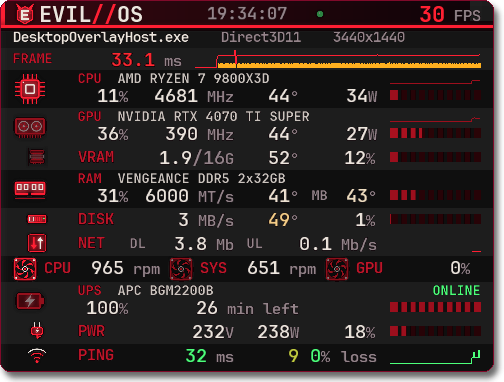 EVIL//OS 19:34:07 30 FPS
DesktopOverlayHost.exe Direct3D11 3440x1440
FRAME 33.1 ms
CPU AMD RYZEN 7 9800X3D
11% 4681 MHz 44° 34W
GPU NVIDIA RTX 4070 TI SUPER
36% 390 MHz 44° 27W
VRAM 1.9/16G 52° 12%
RAM VENGEANCE DDR5 2x32GB
31% 6000 MT/s 41° MB 43°
DISK 3 MB/s 49° 1%
NET DL 3.8 Mb UL 0.1 Mb/s
CPU 965 rpm SYS 651 rpm GPU 0%
UPS APC BGM2200B ONLINE
100% 26 min left
PWR 232V 238W 18%
PING 32 ms 9 0% loss